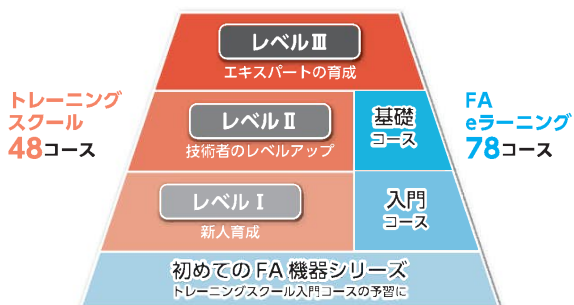 レベルⅢ
エキスパートの育成
トレーニング
スクール
48コース
レベルⅡ
技術者のレベルアップ
基礎
コース
FA
eラーニング
78コース
レベルⅠ
新人育成
入門
コース
初めてのFA機器シリーズ
トレーニングスクール入門コースの予習に